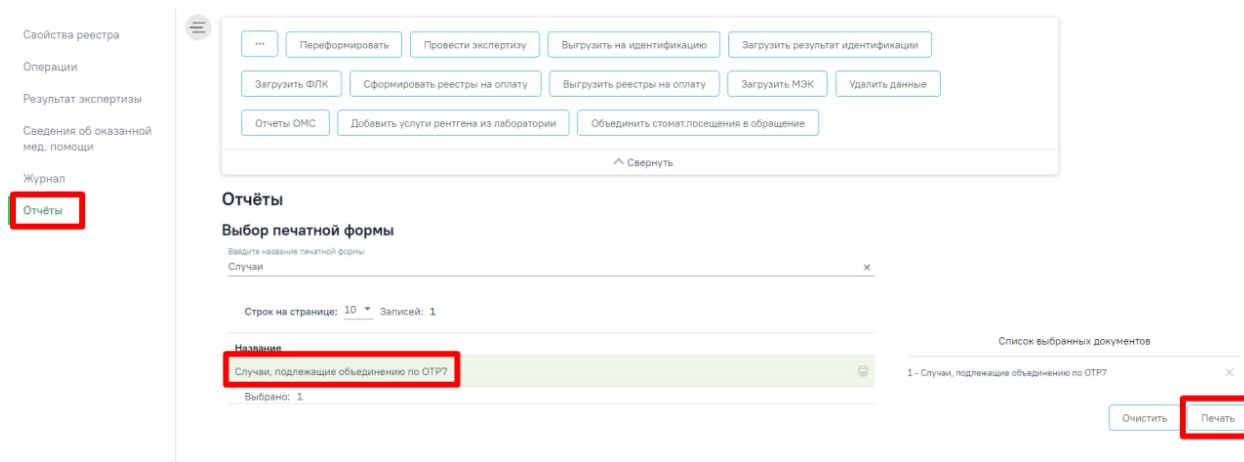 Свойства реестра
Операции
Результат экспертизы
Сведения об оказанной
мед. помощи
Журнал
Отчёты
... Переформировать Провести экспертизу Выгрузить на идентификацию Загрузить результат идентификации
Загрузить ФЛК Сформировать реестры на оплату Выгрузить реестры на оплату Загрузить МЭК Удалить данные
Отчеты ОМС Добавить услуги рентгена из лаборатории Объединить стомат.посещения в обращение
Свернуть
Отчёты
Выбор печатной формы
Введите название печатной формы
Случаи
Строк на странице: 10 Записей: 1
Название
Случаи, подлежащие объединению по ОТР7
Выбрано: 1
Список выбранных документов
1 - Случаи, подлежащие объединению по ОТР7
Очистить Печать